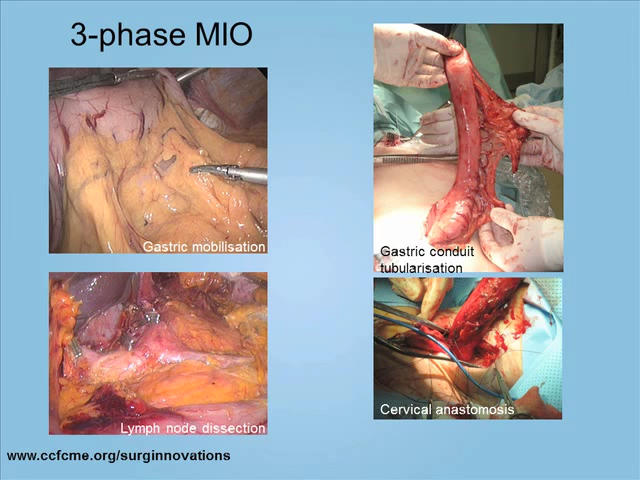 3-phase MIO
Gastric mobilisation
Gastric conduit
tubularisation
Lymph node dissection
Cervical anastomosis
www.ccfcme.org/surginnovations